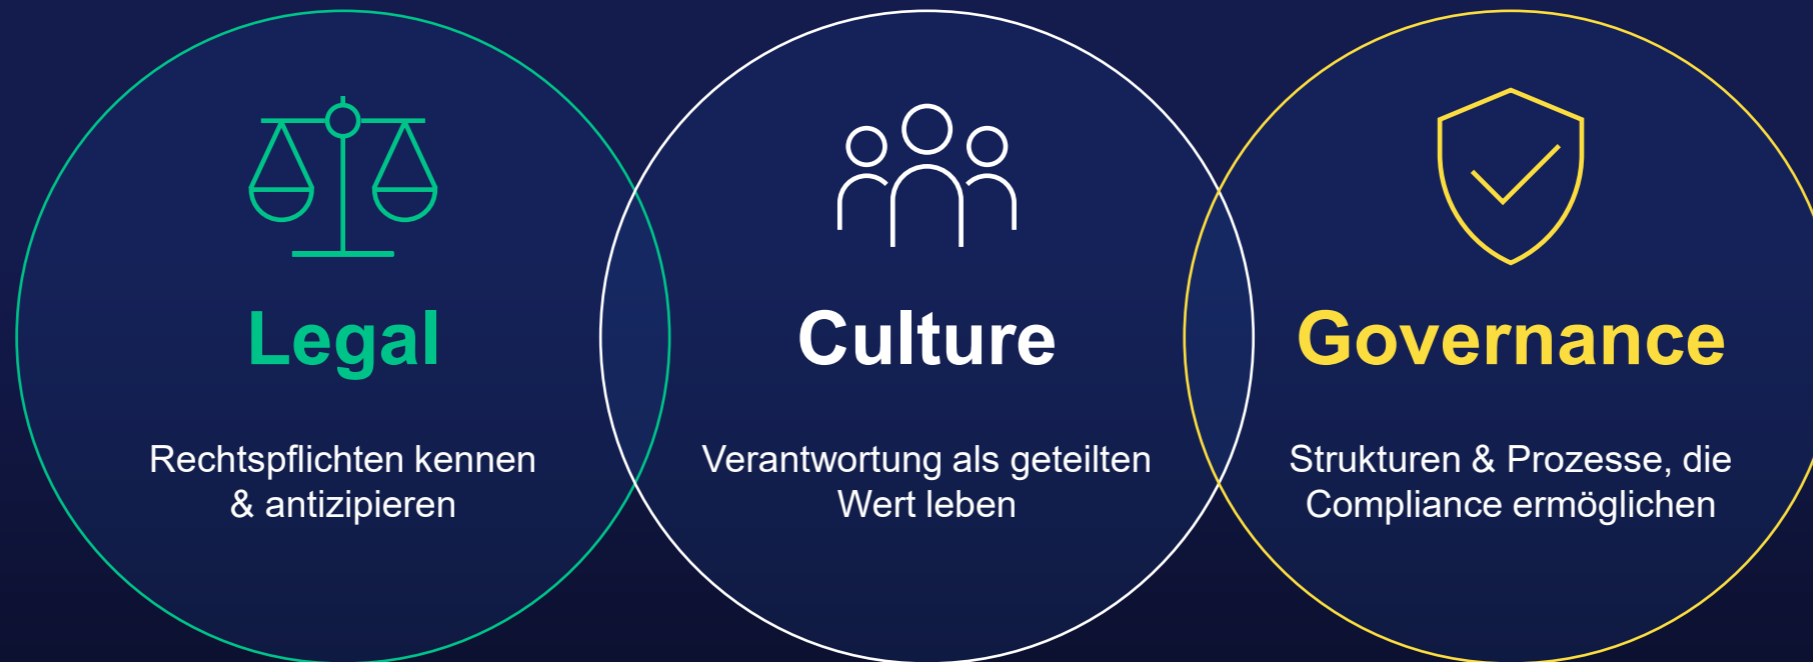 Legal
Rechtspflichten kennen
& antizipieren
Culture
Verantwortung als geteilten
Wert leben
Governance
Strukturen & Prozesse, die
Compliance ermöglichen